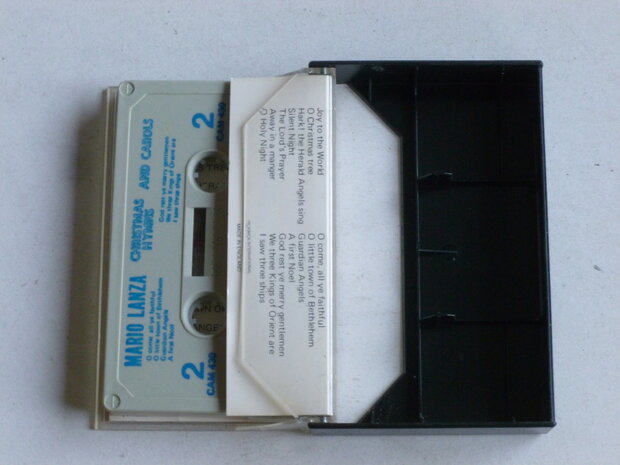 MARIO LANZA CHRISTMAS HYMNS AND CAROLS
O come, all ye faithful
O little town of Bethlehem
Guardian Angels
A first Noel
God rest ye merry gentlemen
We three Kings of Orient are
I saw three ships
2
CAM 430
2
CAM 430
Joy to the World
O Christmas tree
Hark! the Herald Angels sing
Silent Night
The Lord's Prayer
Away in a manger
O Holy Night
O come, all ye faithful
O little town of Bethlehem
Guardian Angels
A first Noel
God rest ye merry gentlemen
We three Kings of Orient are
I saw three ships
MADE IN ENGLAND